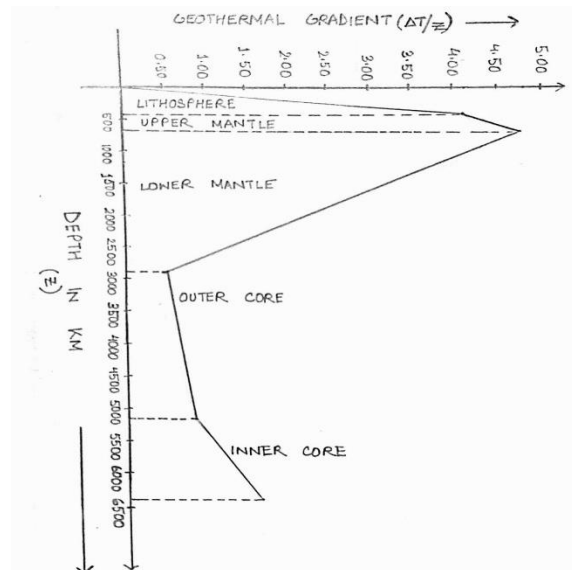 GEOTHERMAL GRADIENT (ΔT/Z)
0.50 1.00 1.50 2.00 2.50 3.00 3.50 4.00 4.50 5.00
LITHOSPHERE
500
UPPER MANTLE
1000
1500
LOWER MANTLE
2000
2500
3000
OUTER CORE
3500
4000
4500
5000
5500
INNER CORE
6000
6500
DEPTH IN KM
(Z)